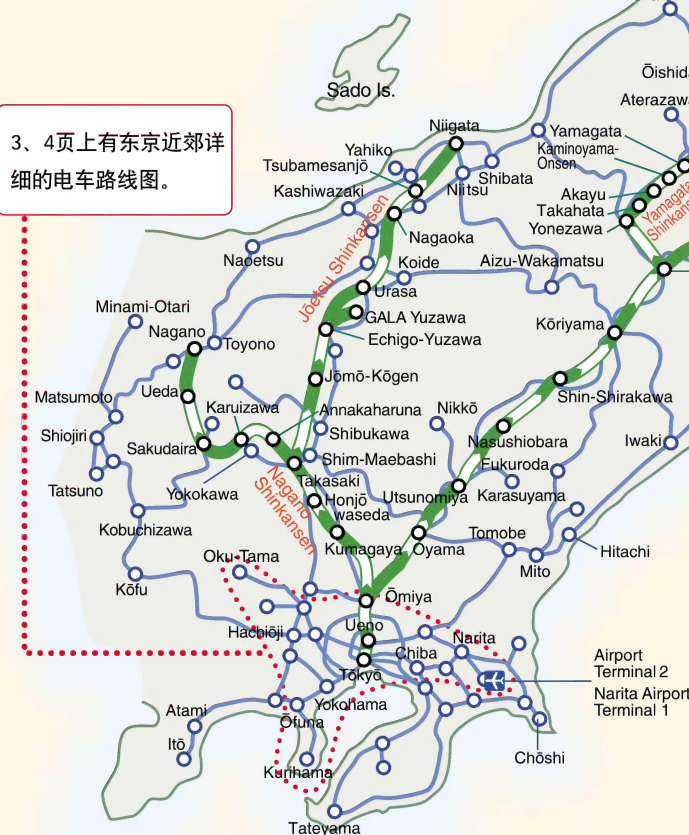 Ōishida
Aterazawa
Sado Is.
3、4页上有东京近郊详
细的电车路线图。
Niigata
Yamagata
Kaminoyama-
Onsen
Yahiko
Tsubamesanjō
Shibata
Kashiwazaki
Niitsu
Akayu
Takahata
Yonezawa
Yamagata
Shinkansen
Nagaoka
Jōetsu Shinkansen
Naoetsu
Koide
Aizu-Wakamatsu
Urasa
Minami-Otari
GALA Yuzawa
Kōriyama
Nagano
Toyono
Echigo-Yuzawa
Jōmō-Kōgen
Ueda
Shin-Shirakawa
Matsumoto
Karuizawa
Annakaharuna
Nikkō
Shiojiri
Shibukawa
Nasushiobara
Iwaki
Sakudaira
Shim-Maebashi
Fukuroda
Tatsuno
Yokokawa
Takasaki
Utsunomiya
Karasuyama
Nagano
Shinkansen
Honjō
waseda
Kobuchizawa
Kumagaya
Oyama
Tomobe
Hitachi
Oku-Tama
Mito
Kōfu
Ōmiya
Hachiōji
Ueno
Narita
Chiba
Airport
Terminal 2
Tōkyō
Narita Airport
Terminal 1
Yokohama
Atami
Ōfuna
Itō
Chōshi
Kurihama
Tateyama